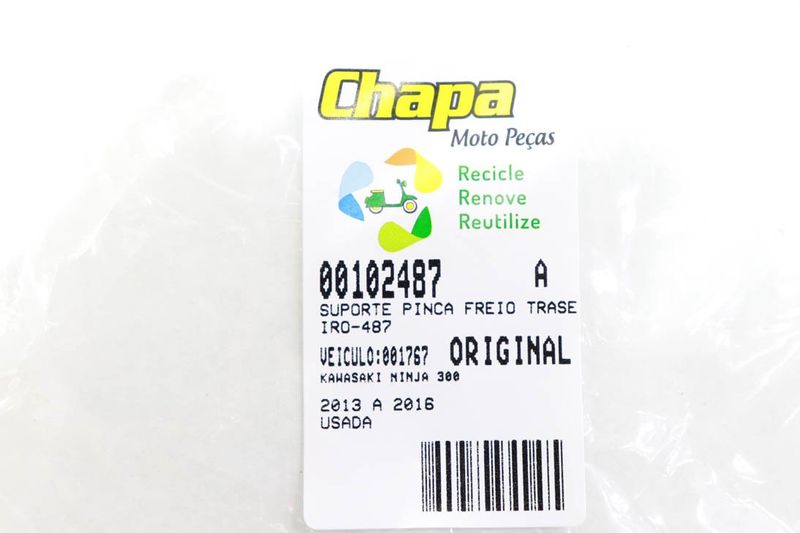 Chapa
Moto Peças
Recicle
Renove
Reutilize
00102487 A
SUPORTE PINCA FREIO TRASE
IRO-487
VEICULO:001767 ORIGINAL
KAWASAKI NINJA 300
2013 A 2016
USADA